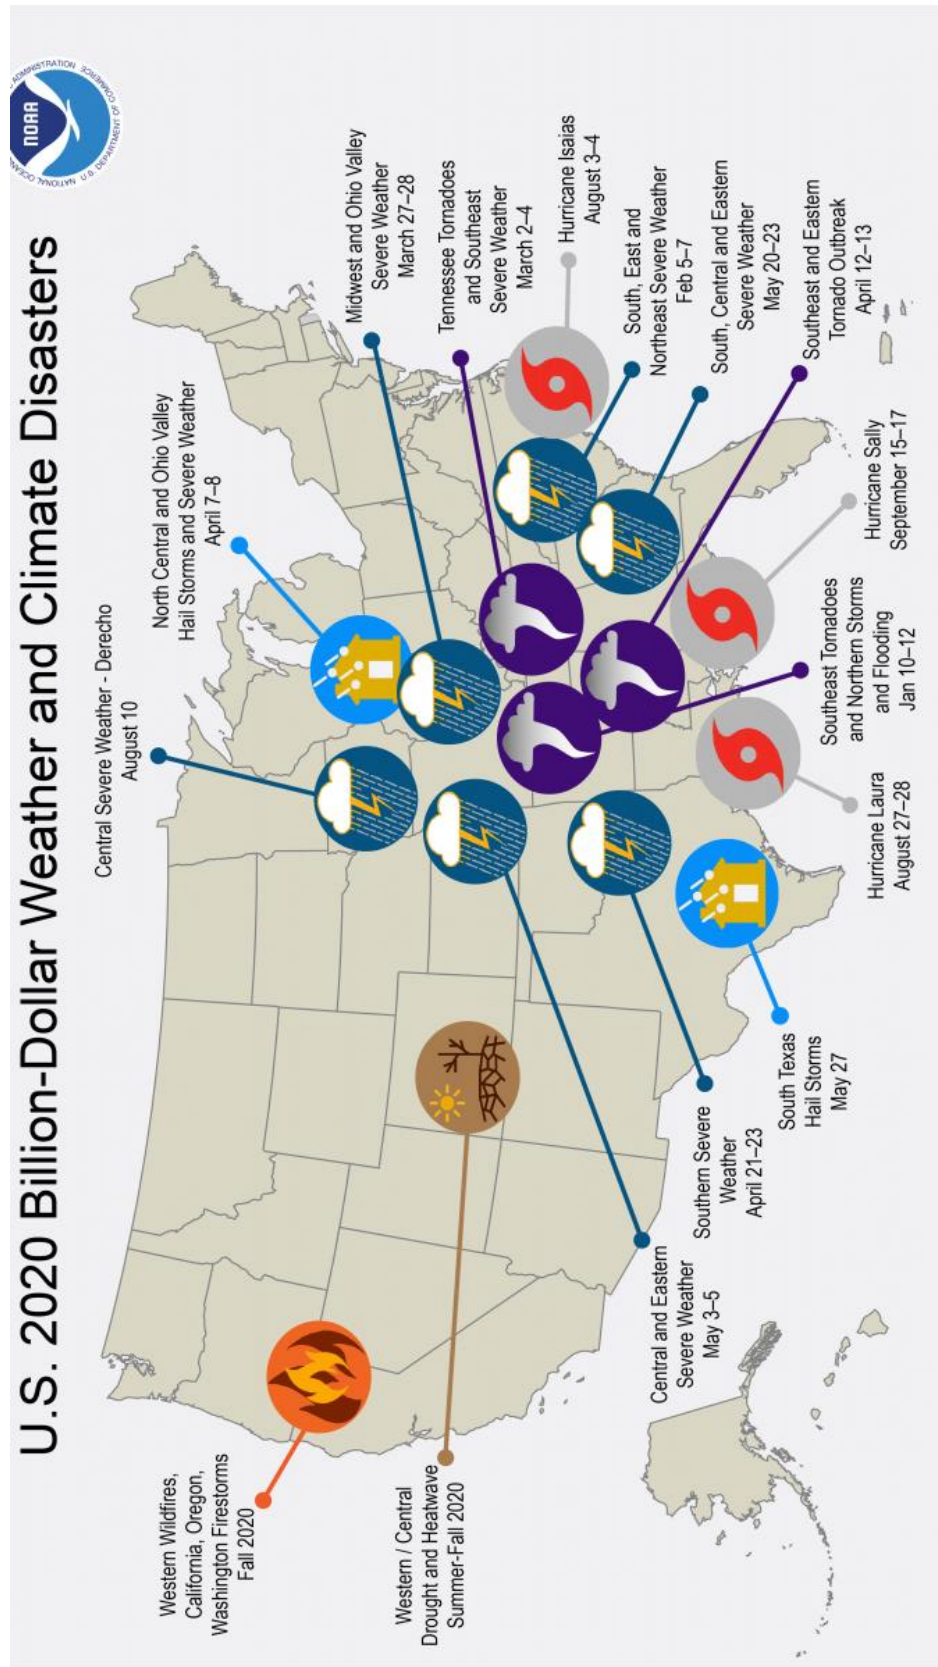 U.S. 2020 Billion-Dollar Weather and Climate Disasters
ADMINISTRATION
NATIONAL OCEANIC
U.S. DEPARTMENT OF COMMERCE
NOAA
Western Wildfires,
California, Oregon,
Washington Firestorms
Fall 2020
Western / Central
Drought and Heatwave
Summer-Fall 2020
Central Severe Weather - Derecho
August 10
North Central and Ohio Valley
Hail Storms and Severe Weather
April 7–8
Midwest and Ohio Valley
Severe Weather
March 27–28
Tennessee Tornadoes
and Southeast
Severe Weather
March 2–4
Hurricane Isaias
August 3–4
South, East and
Northeast Severe Weather
Feb 5–7
South, Central and Eastern
Severe Weather
May 20–23
Southeast and Eastern
Tornado Outbreak
April 12–13
Central and Eastern
Severe Weather
May 3–5
Southern Severe
Weather
April 21–23
South Texas
Hail Storms
May 27
Hurricane Laura
August 27–28
Southeast Tornadoes
and Northern Storms
and Flooding
Jan 10–12
Hurricane Sally
September 15–17